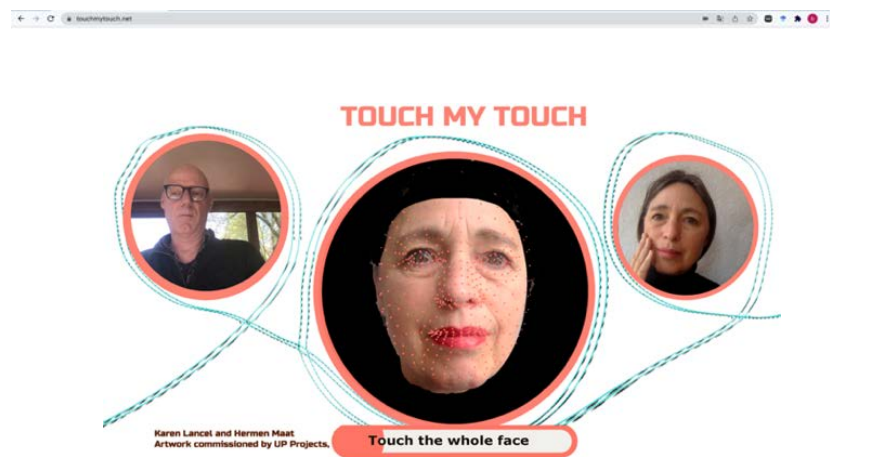 touchmytouch.net
TOUCH MY TOUCH
Karen Lancel and Hermen Maat
Artwork commissioned by UP Projects,
Touch the whole face